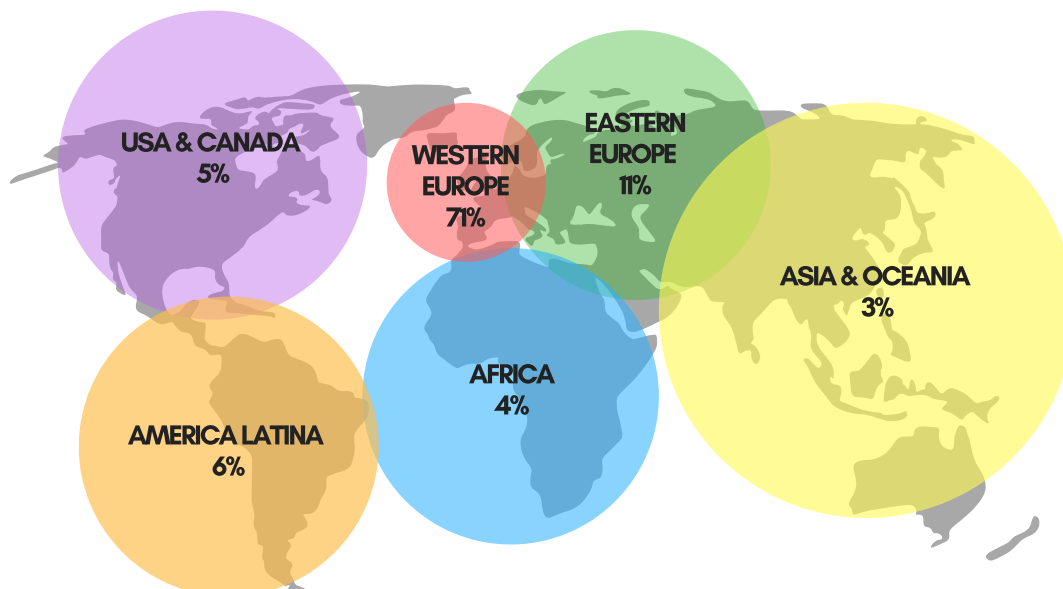 USA & CANADA
5%
WESTERN
EUROPE
71%
EASTERN
EUROPE
11%
ASIA & OCEANIA
3%
AMERICA LATINA
6%
AFRICA
4%